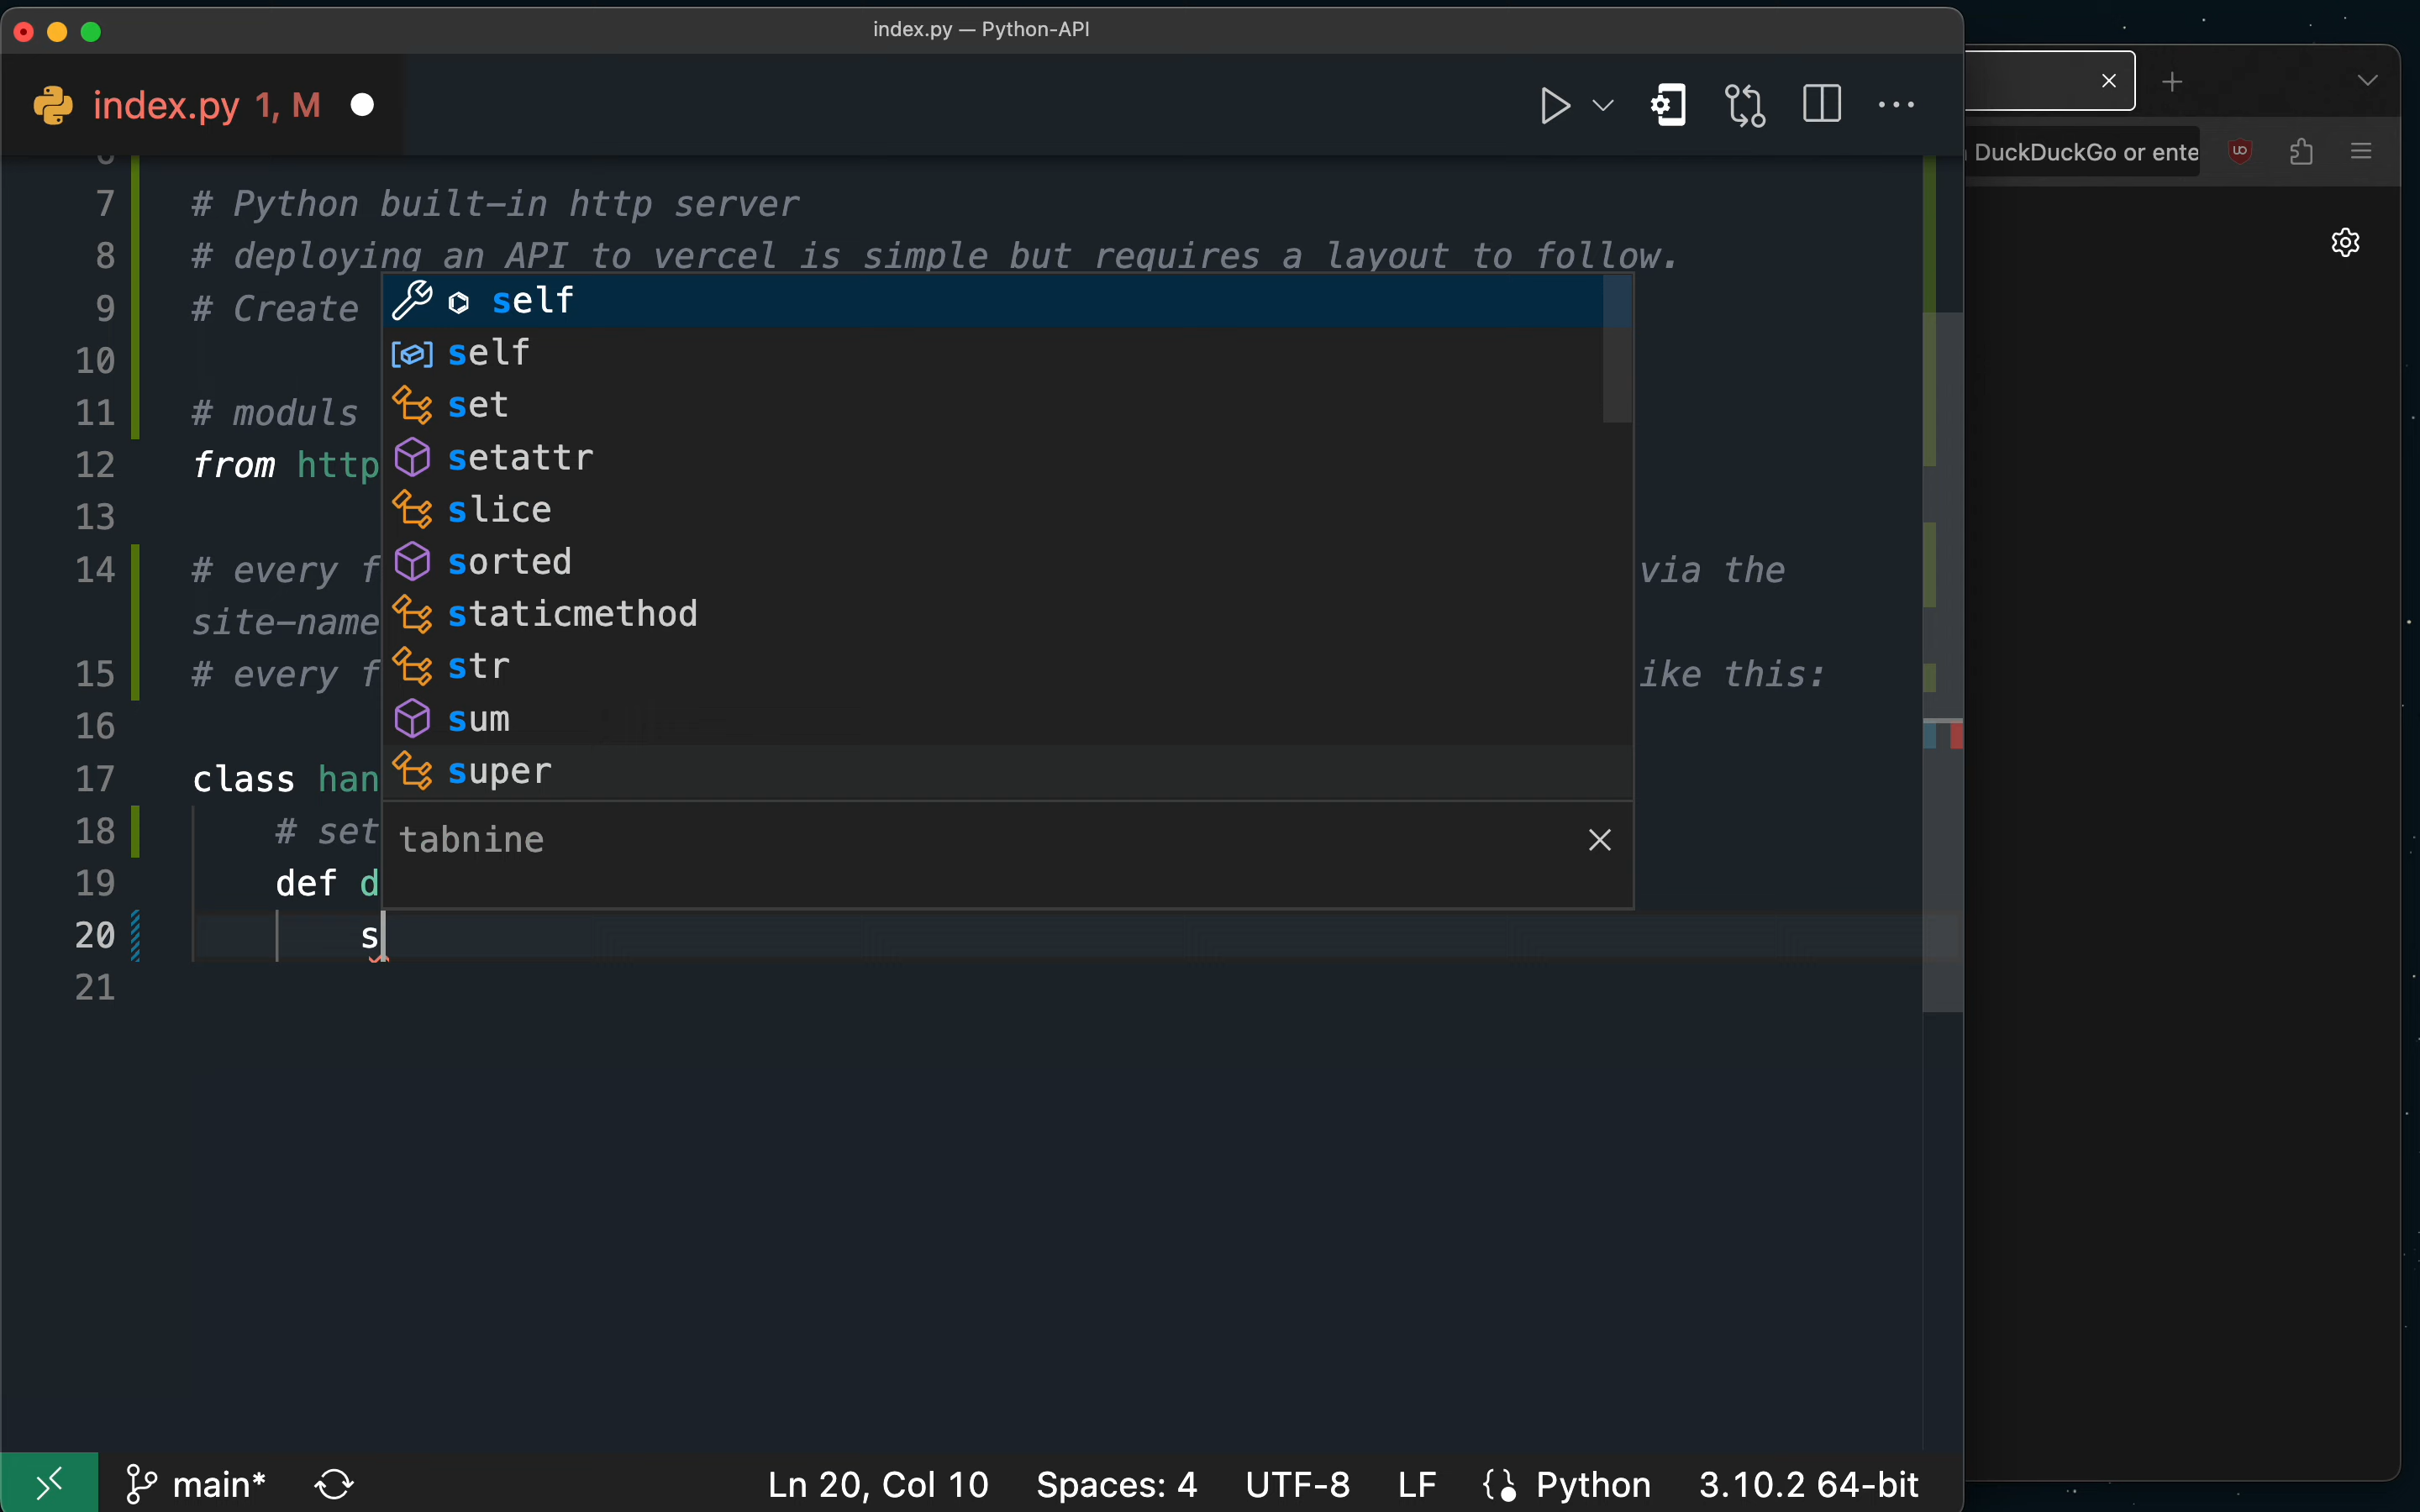 index.py — Python-API
index.py 1, M
DuckDuckGo or ente
7 # Python built-in http server
8 # deploying an API to vercel is simple but requires a layout to follow.
9 # Create
10
11 # moduls
12 from http
13
14 # every f via the
site-name
15 # every f ike this:
16
17 class han
18 # set
19 def d
20 s
21
self
self
set
setattr
slice
sorted
staticmethod
str
sum
super
tabnine
main* Ln 20, Col 10 Spaces: 4 UTF-8 LF Python 3.10.2 64-bit